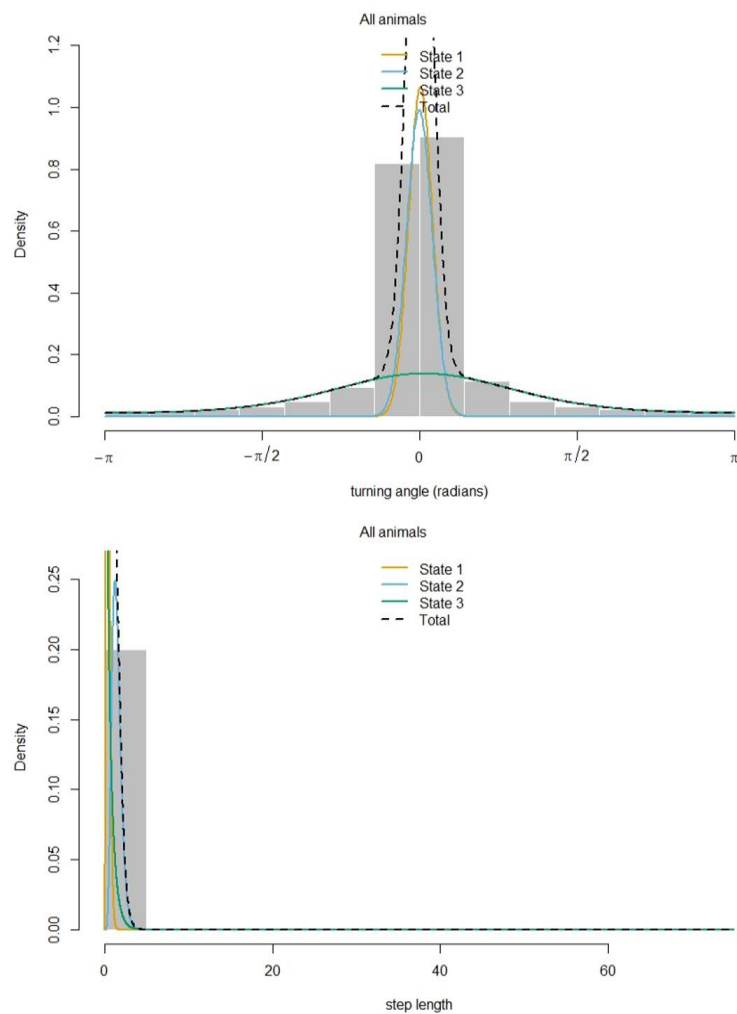 All animals
State 1
State 2
State 3
Total
1.2
1.0
0.8
0.6
0.4
0.2
0.0
Density
−π
−π/2
0
π/2
π
turning angle (radians)
All animals
State 1
State 2
State 3
Total
0.25
0.20
0.15
0.10
0.05
0.00
Density
0
20
40
60
step length